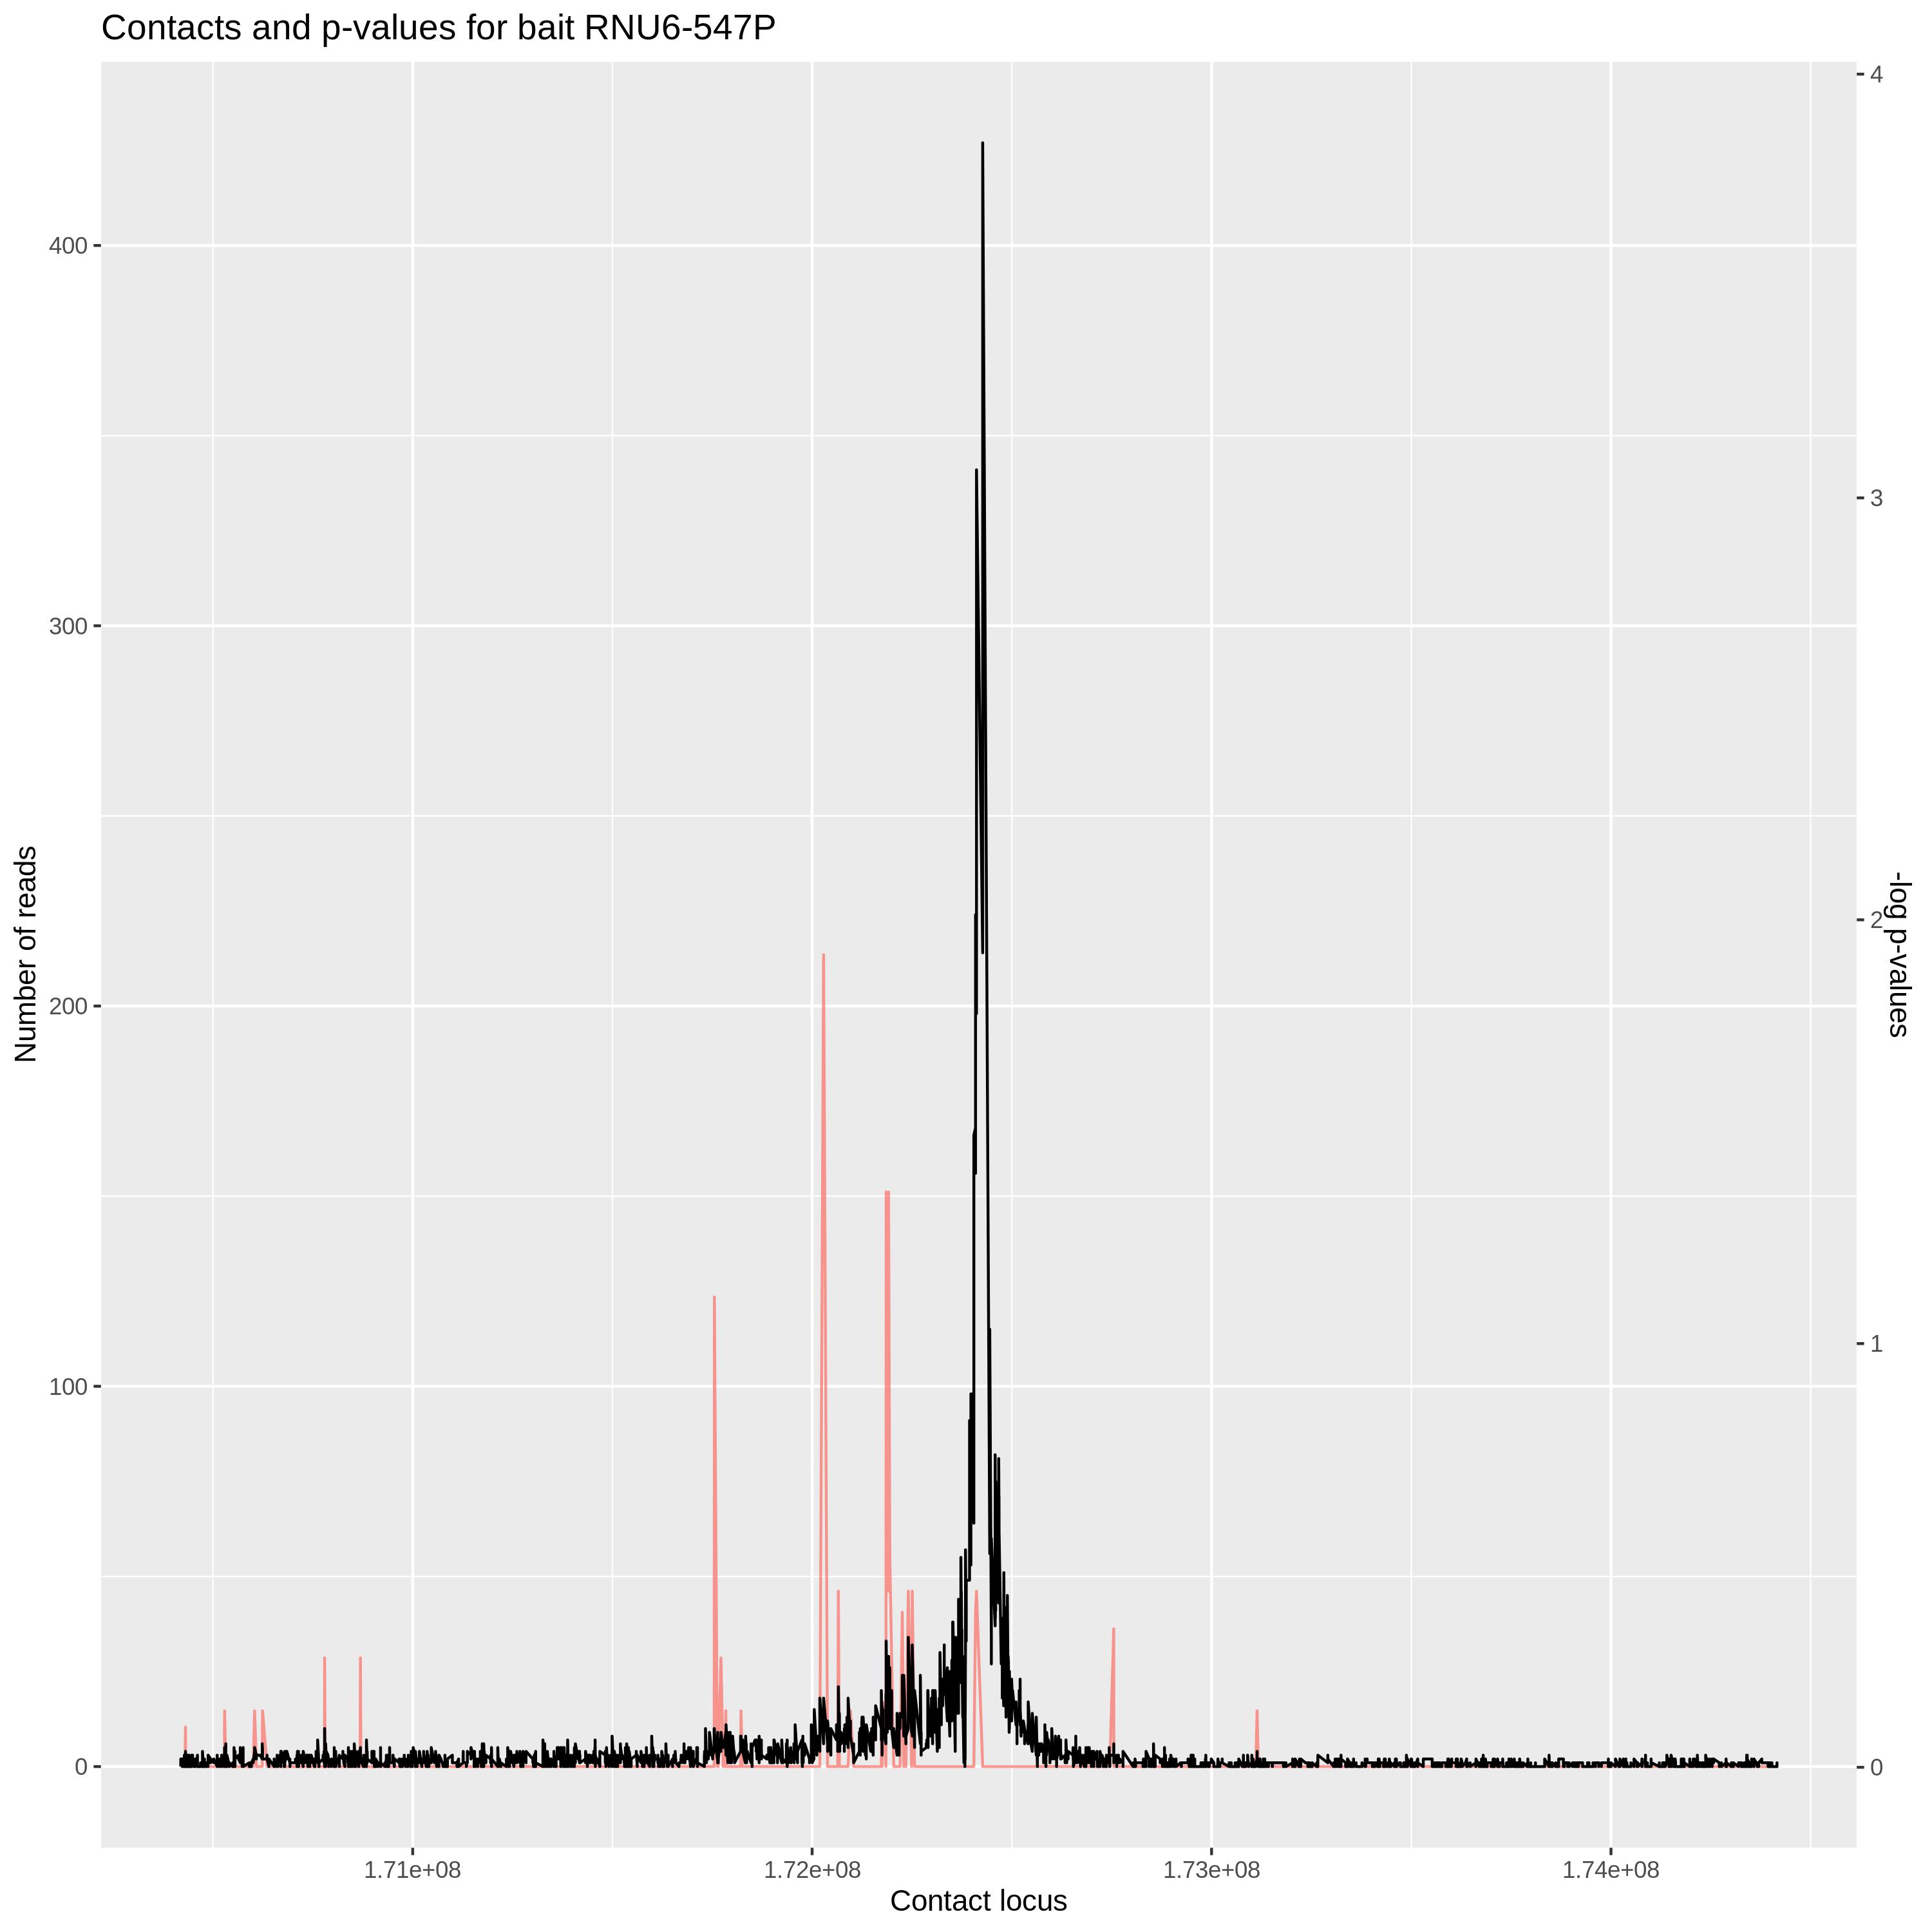 Contacts and p-values for bait RNU6-547P
4
400
3
300
Number of reads
2
-log p-values
200
1
100
0
0
1.71e+08
1.72e+08
1.73e+08
1.74e+08
Contact locus